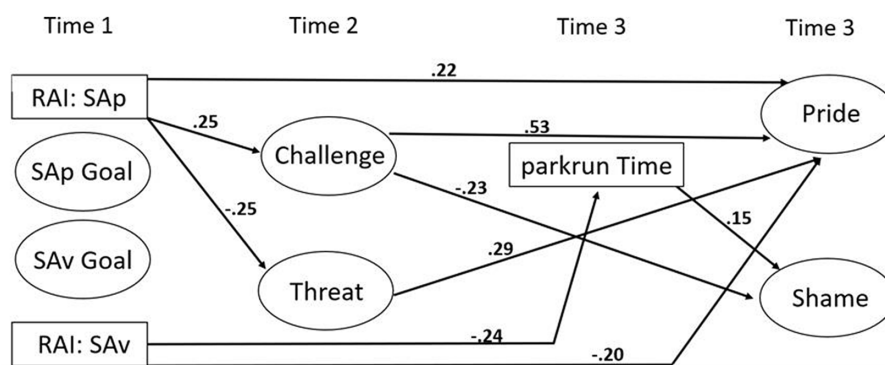 Time 1 Time 2 Time 3 Time 3
RAI: SAp
.22
Pride
.25
Challenge
.53
SAp Goal
parkrun Time
-.23
-.25
.15
SAv Goal
.29
Threat
Shame
RAI: SAv
-.24
-.20